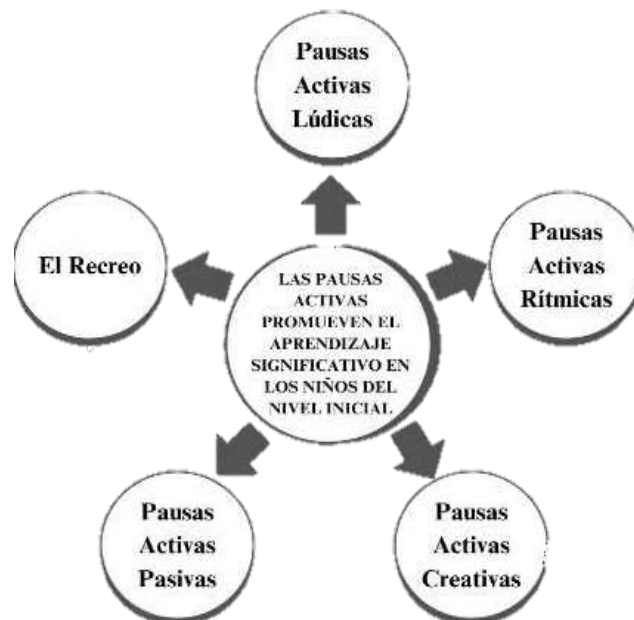 Pausas
Activas
Lúdicas
El Recreo
Pausas
Activas
Rítmicas
LAS PAUSAS
ACTIVAS
PROMUEVEN EL
APRENDIZAJE
SIGNIFICATIVO EN
LOS NIÑOS DEL
NIVEL INICIAL
Pausas
Activas
Pasivas
Pausas
Activas
Creativas